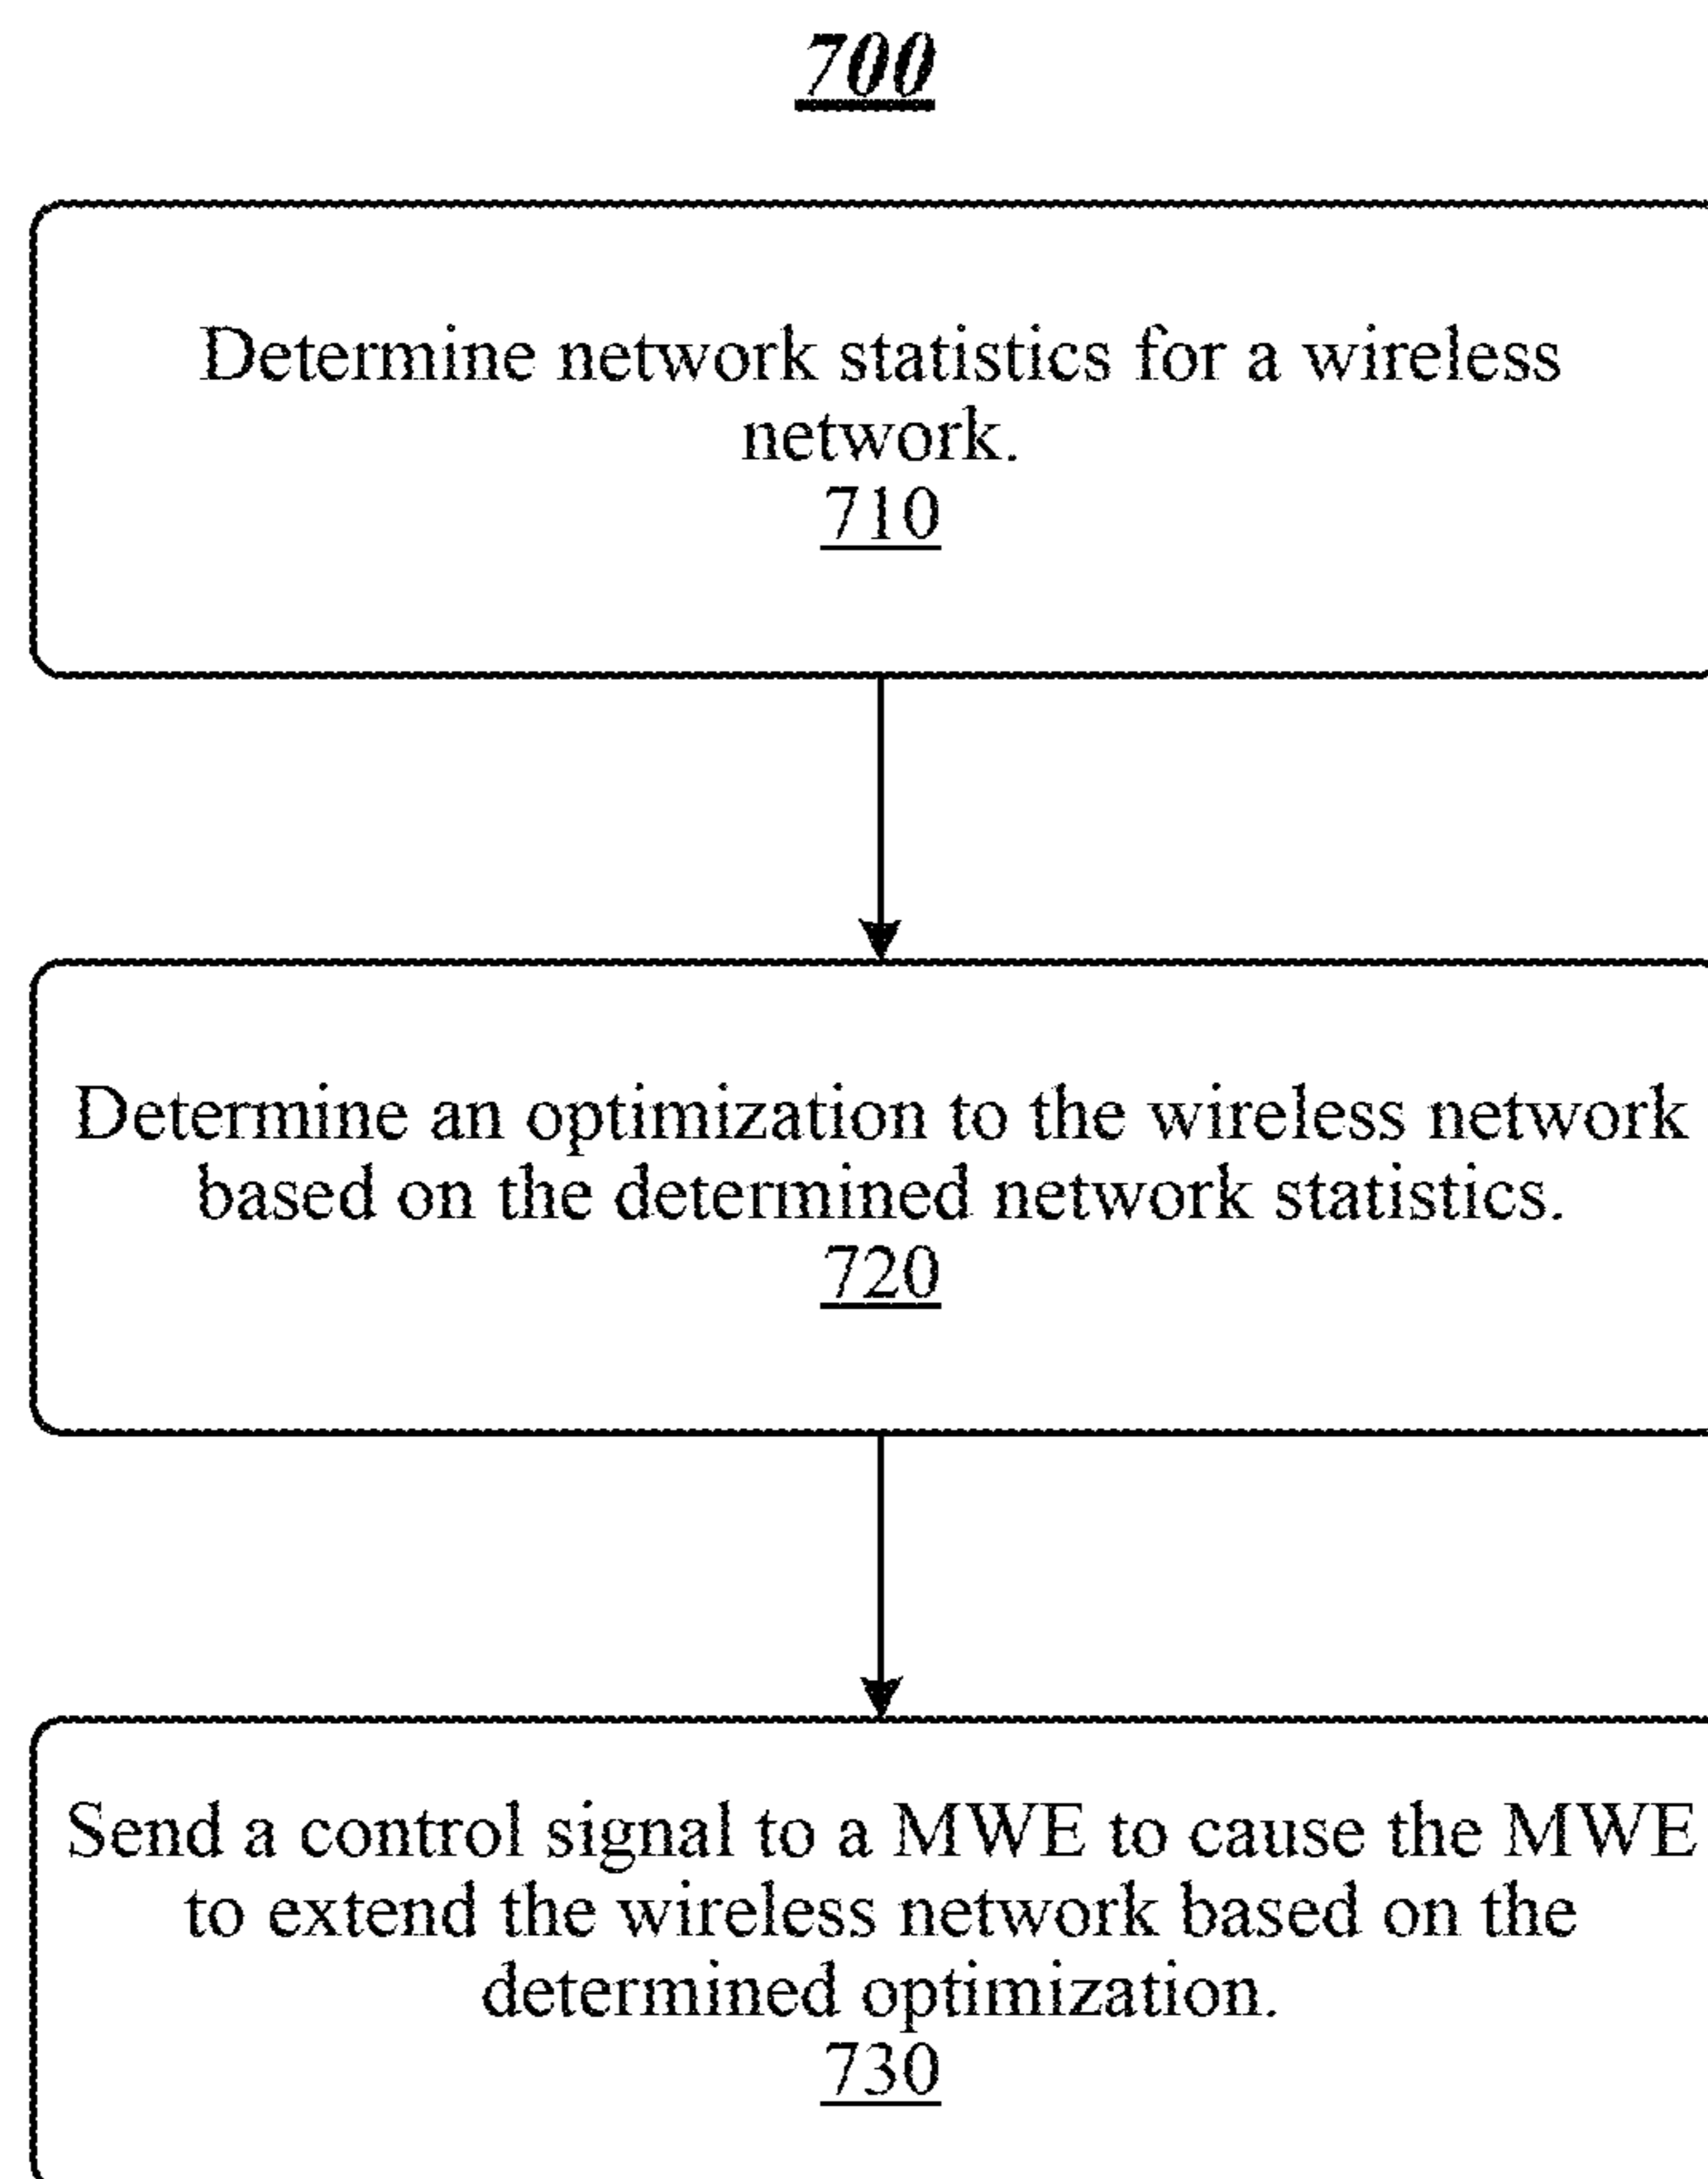 700
Determine network statistics for a wireless
network.
710
Determine an optimization to the wireless network
based on the determined network statistics.
720
Send a control signal to a MWE to cause the MWE
to extend the wireless network based on the
determined optimization.
730